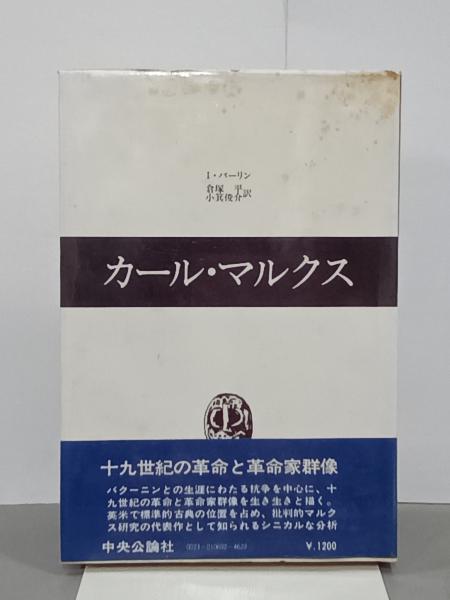 I・バーリン
倉塚 平
小箕俊介訳
カール・マルクス
十九世紀の革命と革命家群像
バクーニンとの生涯にわたる抗争を中心に、十
九世紀の革命と革命家群像を生き生きと描く。
英米で標準的古典の位置を占め、批判的マルク
ス研究の代表作として知られるシニカルな分析
中央公論社
¥.1200